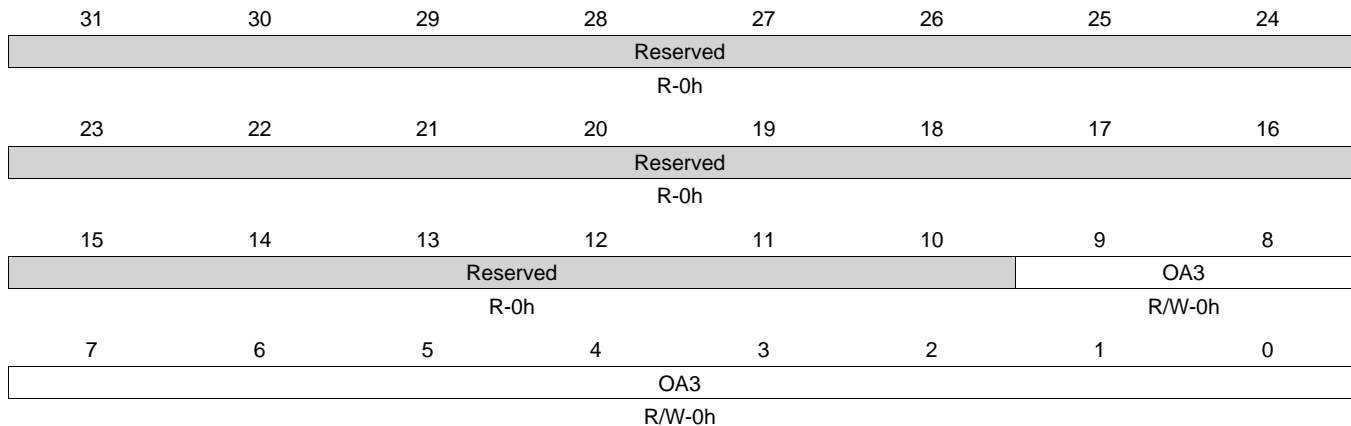 31 30 29 28 27 26 25 24
Reserved
R-0h
23 22 21 20 19 18 17 16
Reserved
R-0h
15 14 13 12 11 10 9 8
Reserved OA3
R-0h R/W-0h
7 6 5 4 3 2 1 0
OA3
R/W-0h